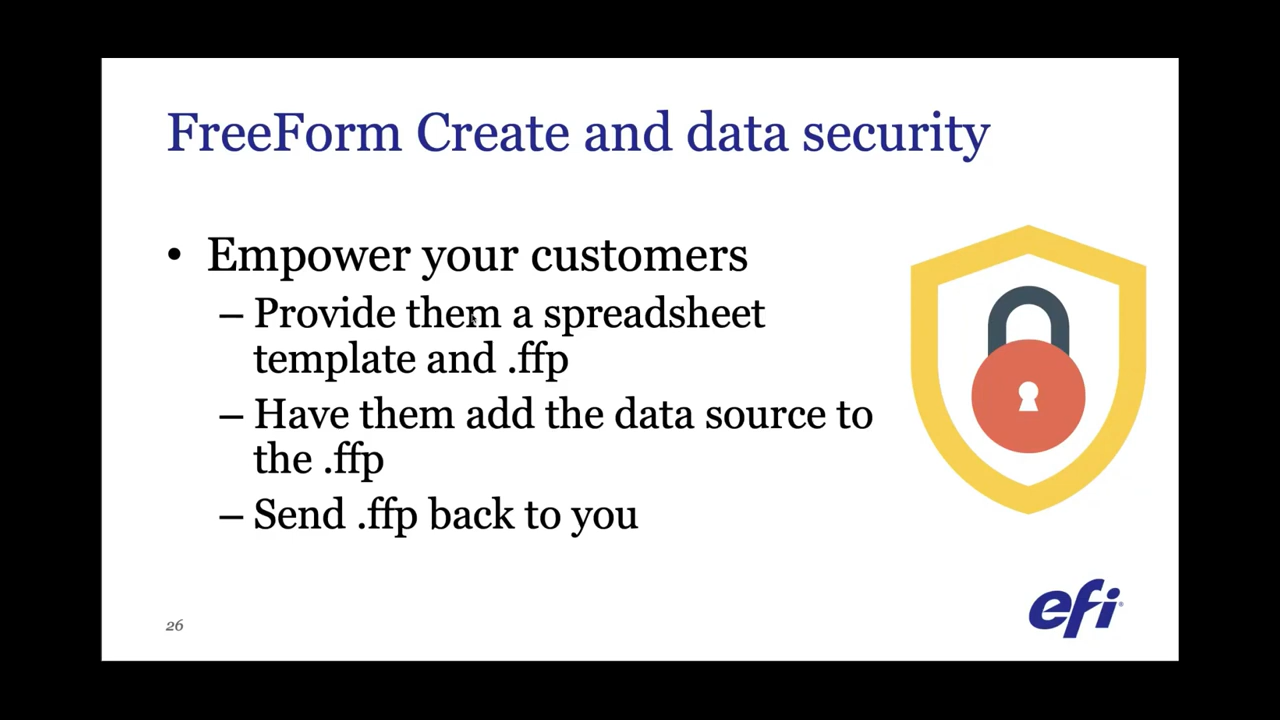 FreeForm Create and data security
• Empower your customers
– Provide them a spreadsheet
template and .ffp
– Have them add the data source to
the .ffp
– Send .ffp back to you
26
efi®